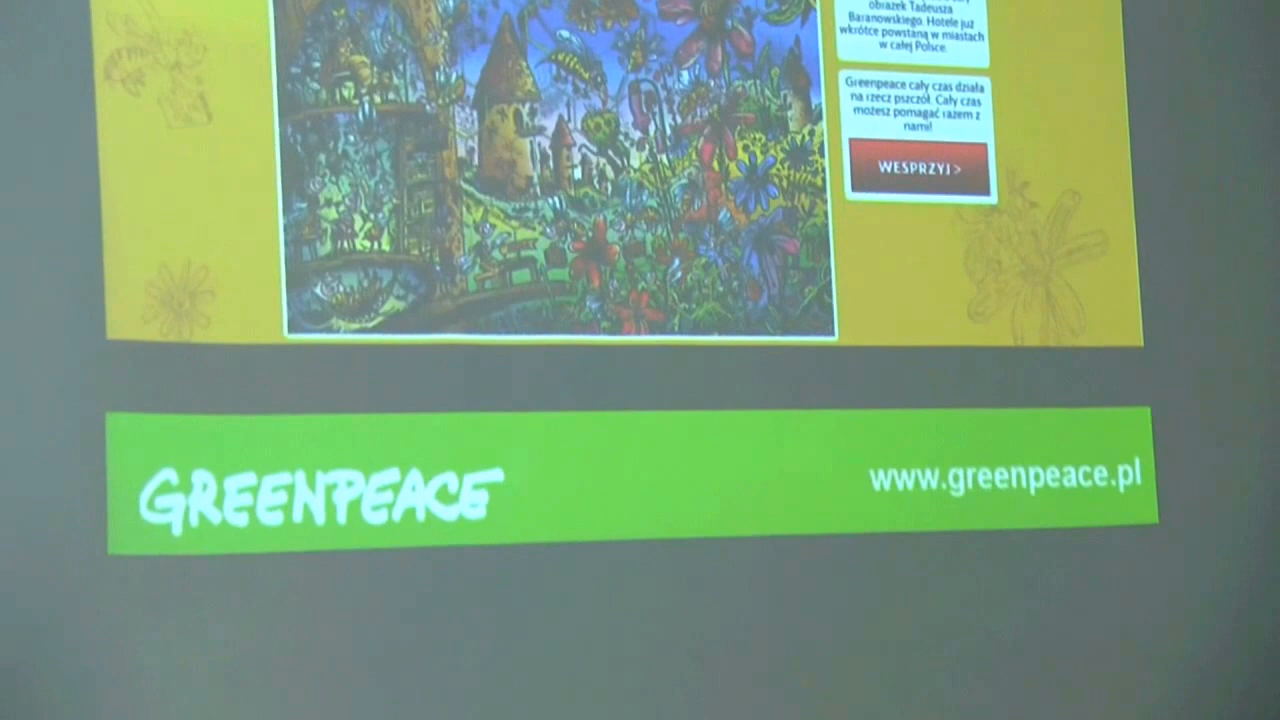 obrazek Tadeusza
Baranowskiego. Hotele już
wkrótce powstaną w miastach
w całej Polsce.
Greenpeace cały czas działa
na rzecz pszczół. Cały czas
możesz pomagać razem z
nami!
WESPRZYJ >
GREENPEACE
www.greenpeace.pl